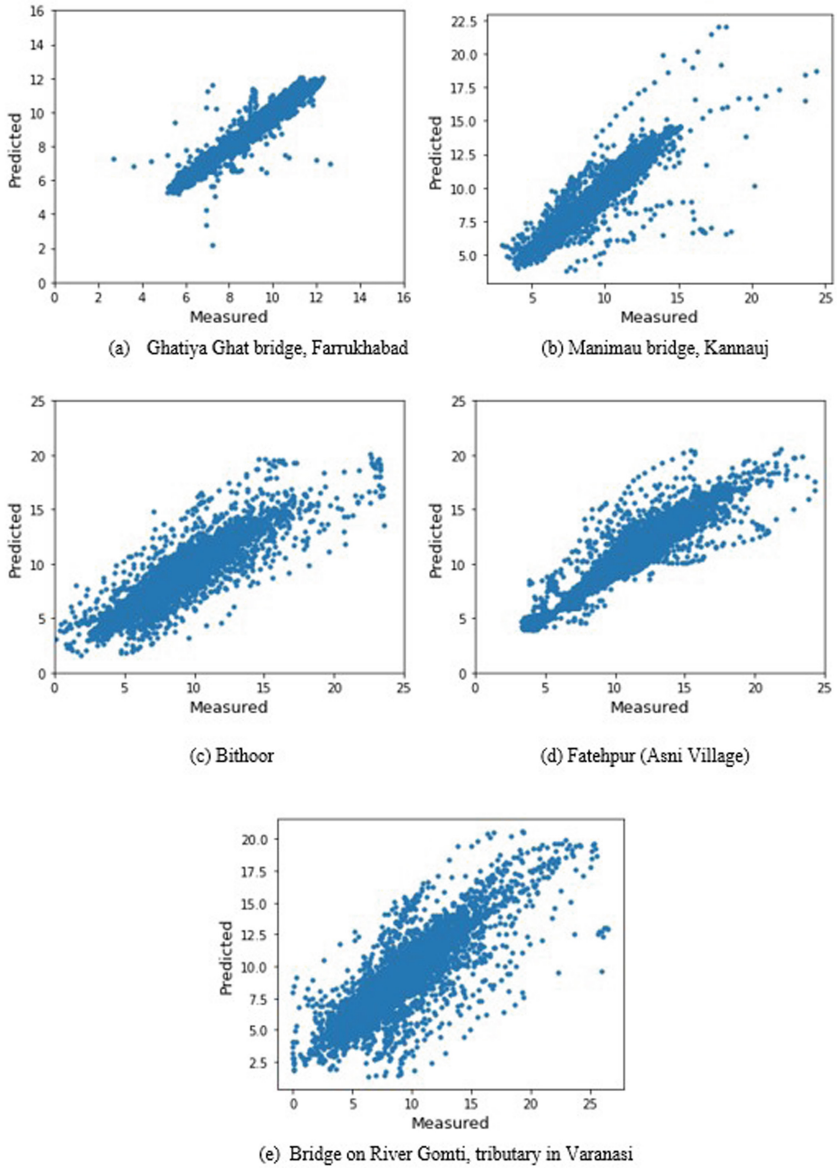 16
14
12
10
8
6
4
2
0
Predicted
0 2 4 6 8 10 12 14 16
Measured
(a) Ghatiya Ghat bridge, Farrukhabad
22.5
20.0
17.5
15.0
12.5
10.0
7.5
5.0
Predicted
5 10 15 20 25
Measured
(b) Manimau bridge, Kannauj
25
20
15
10
5
0
Predicted
0 5 10 15 20 25
Measured
(c) Bithoor
25
20
15
10
5
0
Predicted
0 5 10 15 20 25
Measured
(d) Fatehpur (Asni Village)
20.0
17.5
15.0
12.5
10.0
7.5
5.0
2.5
Predicted
0 5 10 15 20 25
Measured
(e) Bridge on River Gomti, tributary in Varanasi